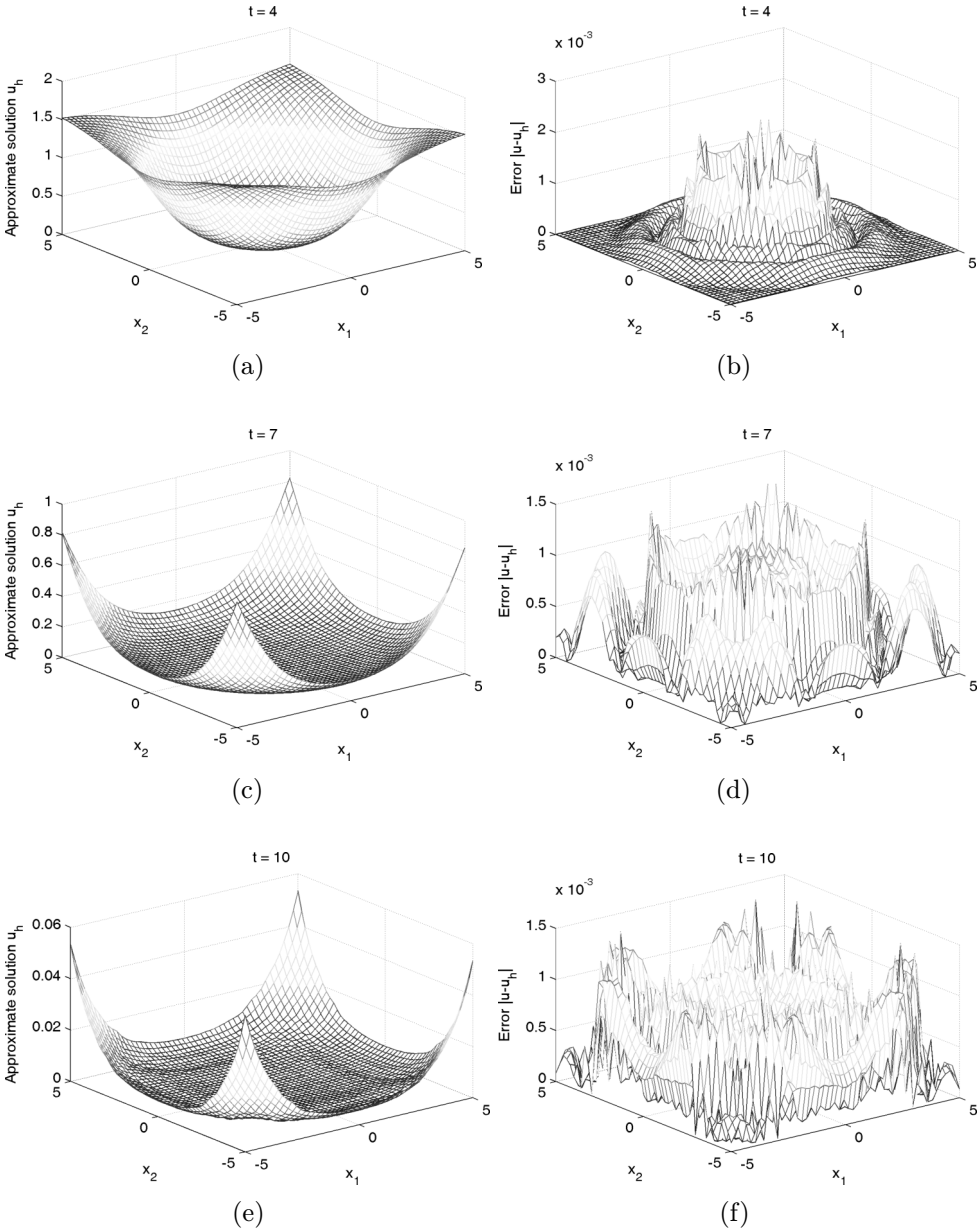 t = 4
Approximate solution u_h
2
1.5
1
0.5
0
5
0
-5
x_2
-5
0
5
x_1
(a)
t = 4
x 10^-3
Error |u-u_h|
3
2
1
0
5
0
-5
x_2
-5
0
5
x_1
(b)
t = 7
Approximate solution u_h
1
0.8
0.6
0.4
0.2
0
5
0
-5
x_2
-5
0
5
x_1
(c)
t = 7
x 10^-3
Error |u-u_h|
1.5
1
0.5
0
5
0
-5
x_2
-5
0
5
x_1
(d)
t = 10
Approximate solution u_h
0.06
0.04
0.02
0
5
0
-5
x_2
-5
0
5
x_1
(e)
t = 10
x 10^-3
Error |u-u_h|
1.5
1
0.5
0
5
0
-5
x_2
-5
0
5
x_1
(f)